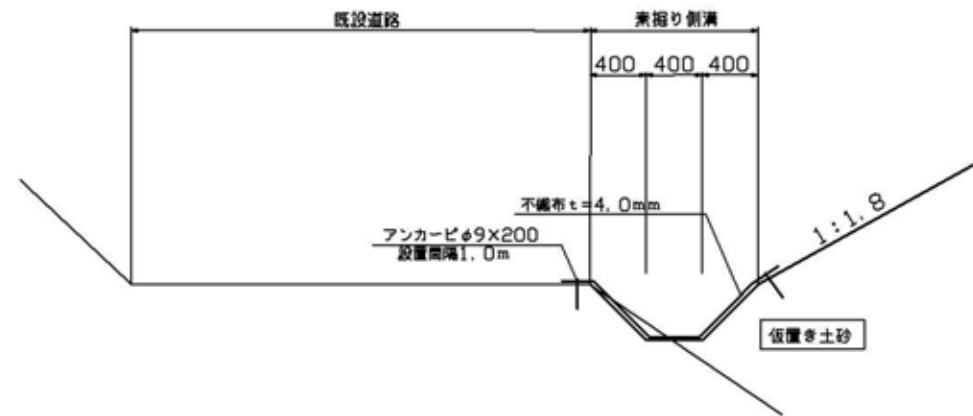 既設道路
素掘り側溝
400
400
400
不織布t=4.0mm
アンカーピφ9×200
設置間隔1.0m
1:1.8
仮置き土砂